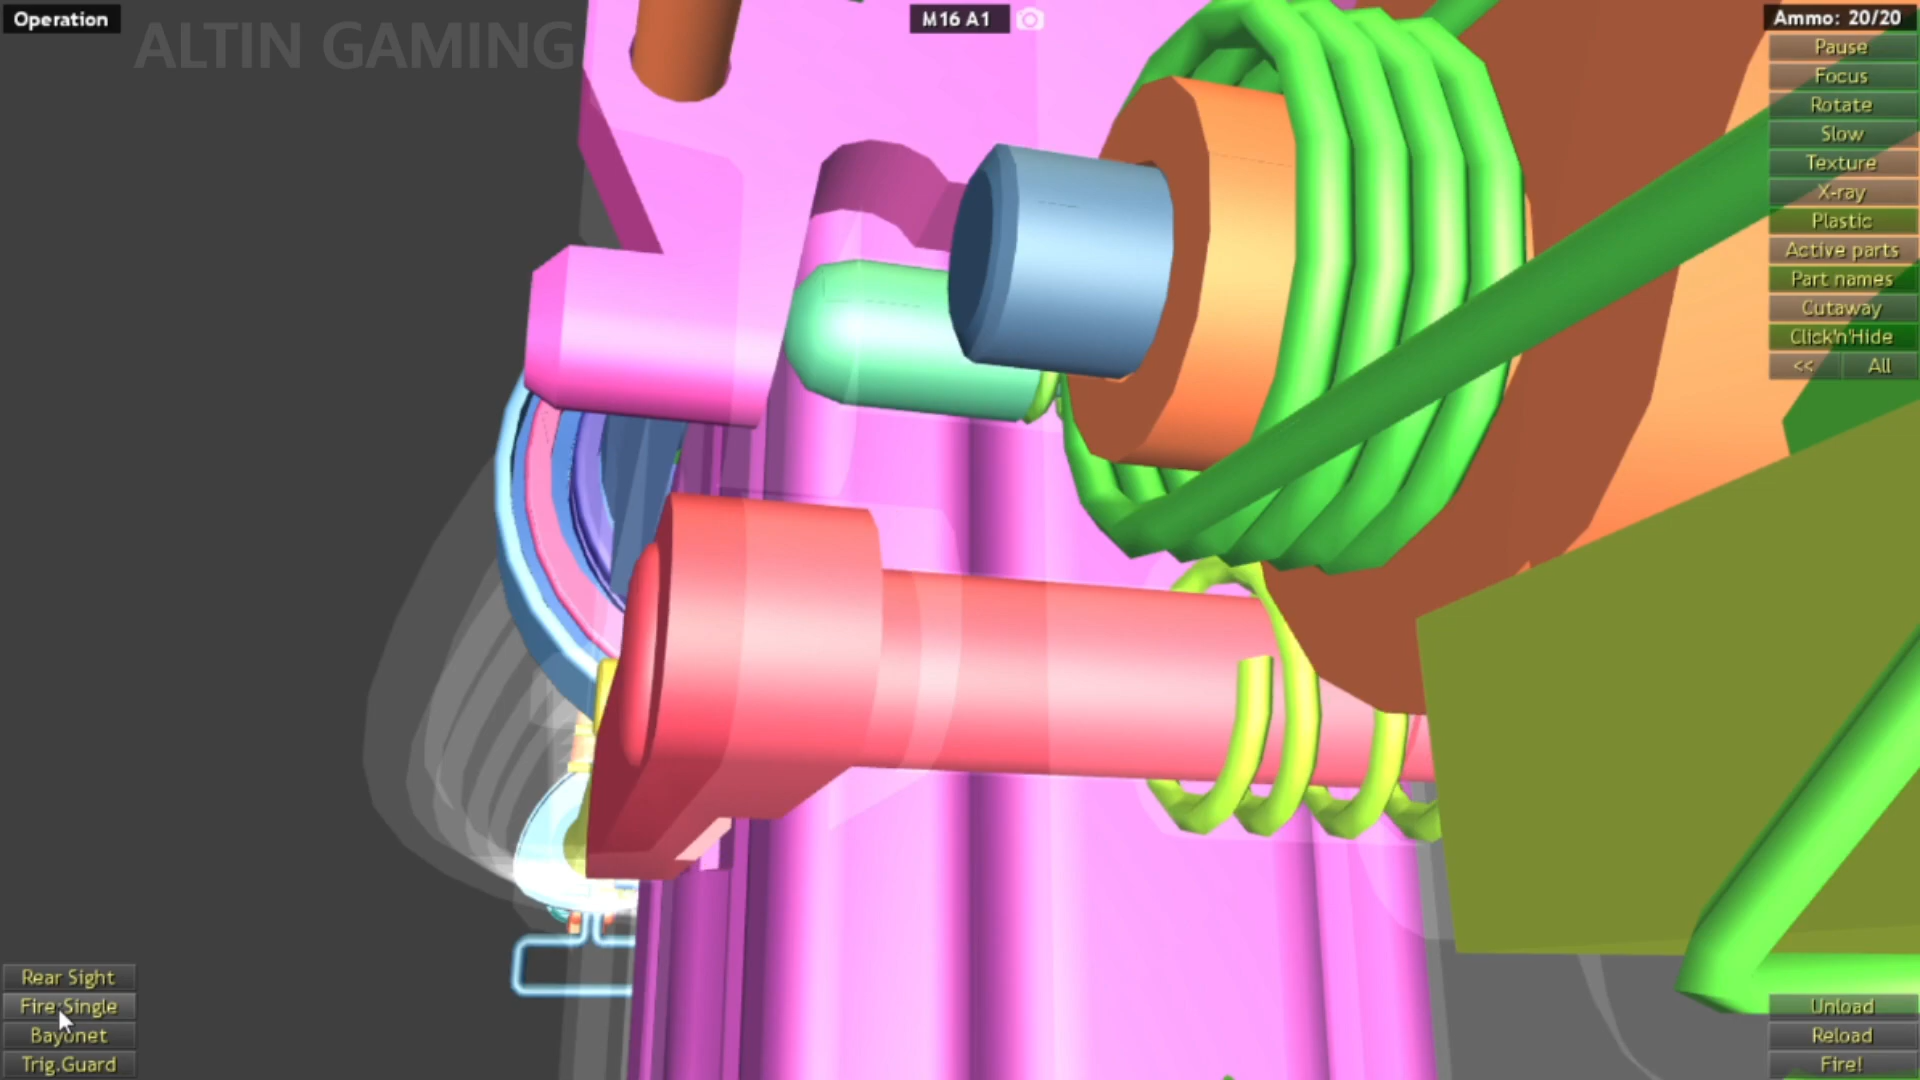 Operation
ALTIN GAMING
M16 A1
Ammo: 20/20
Pause
Focus
Rotate
Slow
Texture
X-ray
Plastic
Active parts
Part names
Cutaway
Click'n'Hide
<< All
Rear Sight
Fire:Single
Bayonet
Trig.Guard
Unload
Reload
Fire!